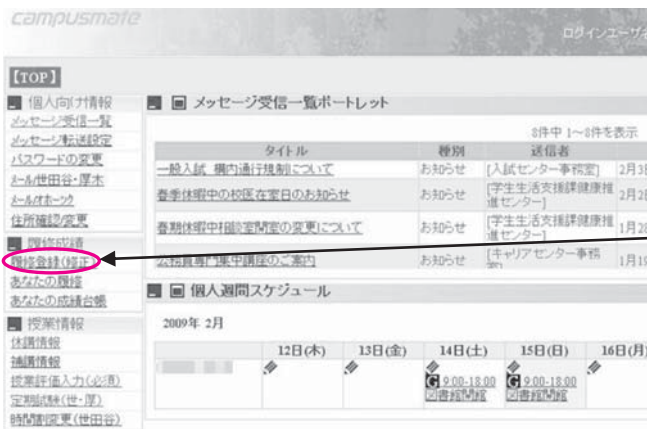 campusmate
ログインユーザ名
【TOP】
個人向け情報
メッセージ受信一覧
メッセージ転送設定
パスワードの変更
メール/世田谷・厚木
メール/オホーツク
住所確認/変更
履修成績
履修登録(修正)
あなたの履修
あなたの成績台帳
授業情報
休講情報
補講情報
授業評価入力(必須)
定期試験(世・厚)
時間割変更(世田谷)
メッセージ受信一覧ポートレット
8件中 1～8件を表示
タイトル 種別 送信者
一般入試 構内通行規制について お知らせ [入試センター事務室] 2月3日
春季休暇中の校医在室日のお知らせ お知らせ [学生生活支援課健康推進センター] 2月2日
春期休暇中相談室開室の変更について お知らせ [学生生活支援課健康推進センター] 1月28
公務員専門集中講座のご案内 お知らせ [キャリアセンター事務室] 1月19
個人週間スケジュール
2009年 2月
12日(木) 13日(金) 14日(土) 15日(日) 16日(月)
G 9:00-18:00 G 9:00-18:00
図書館開館 図書館開館